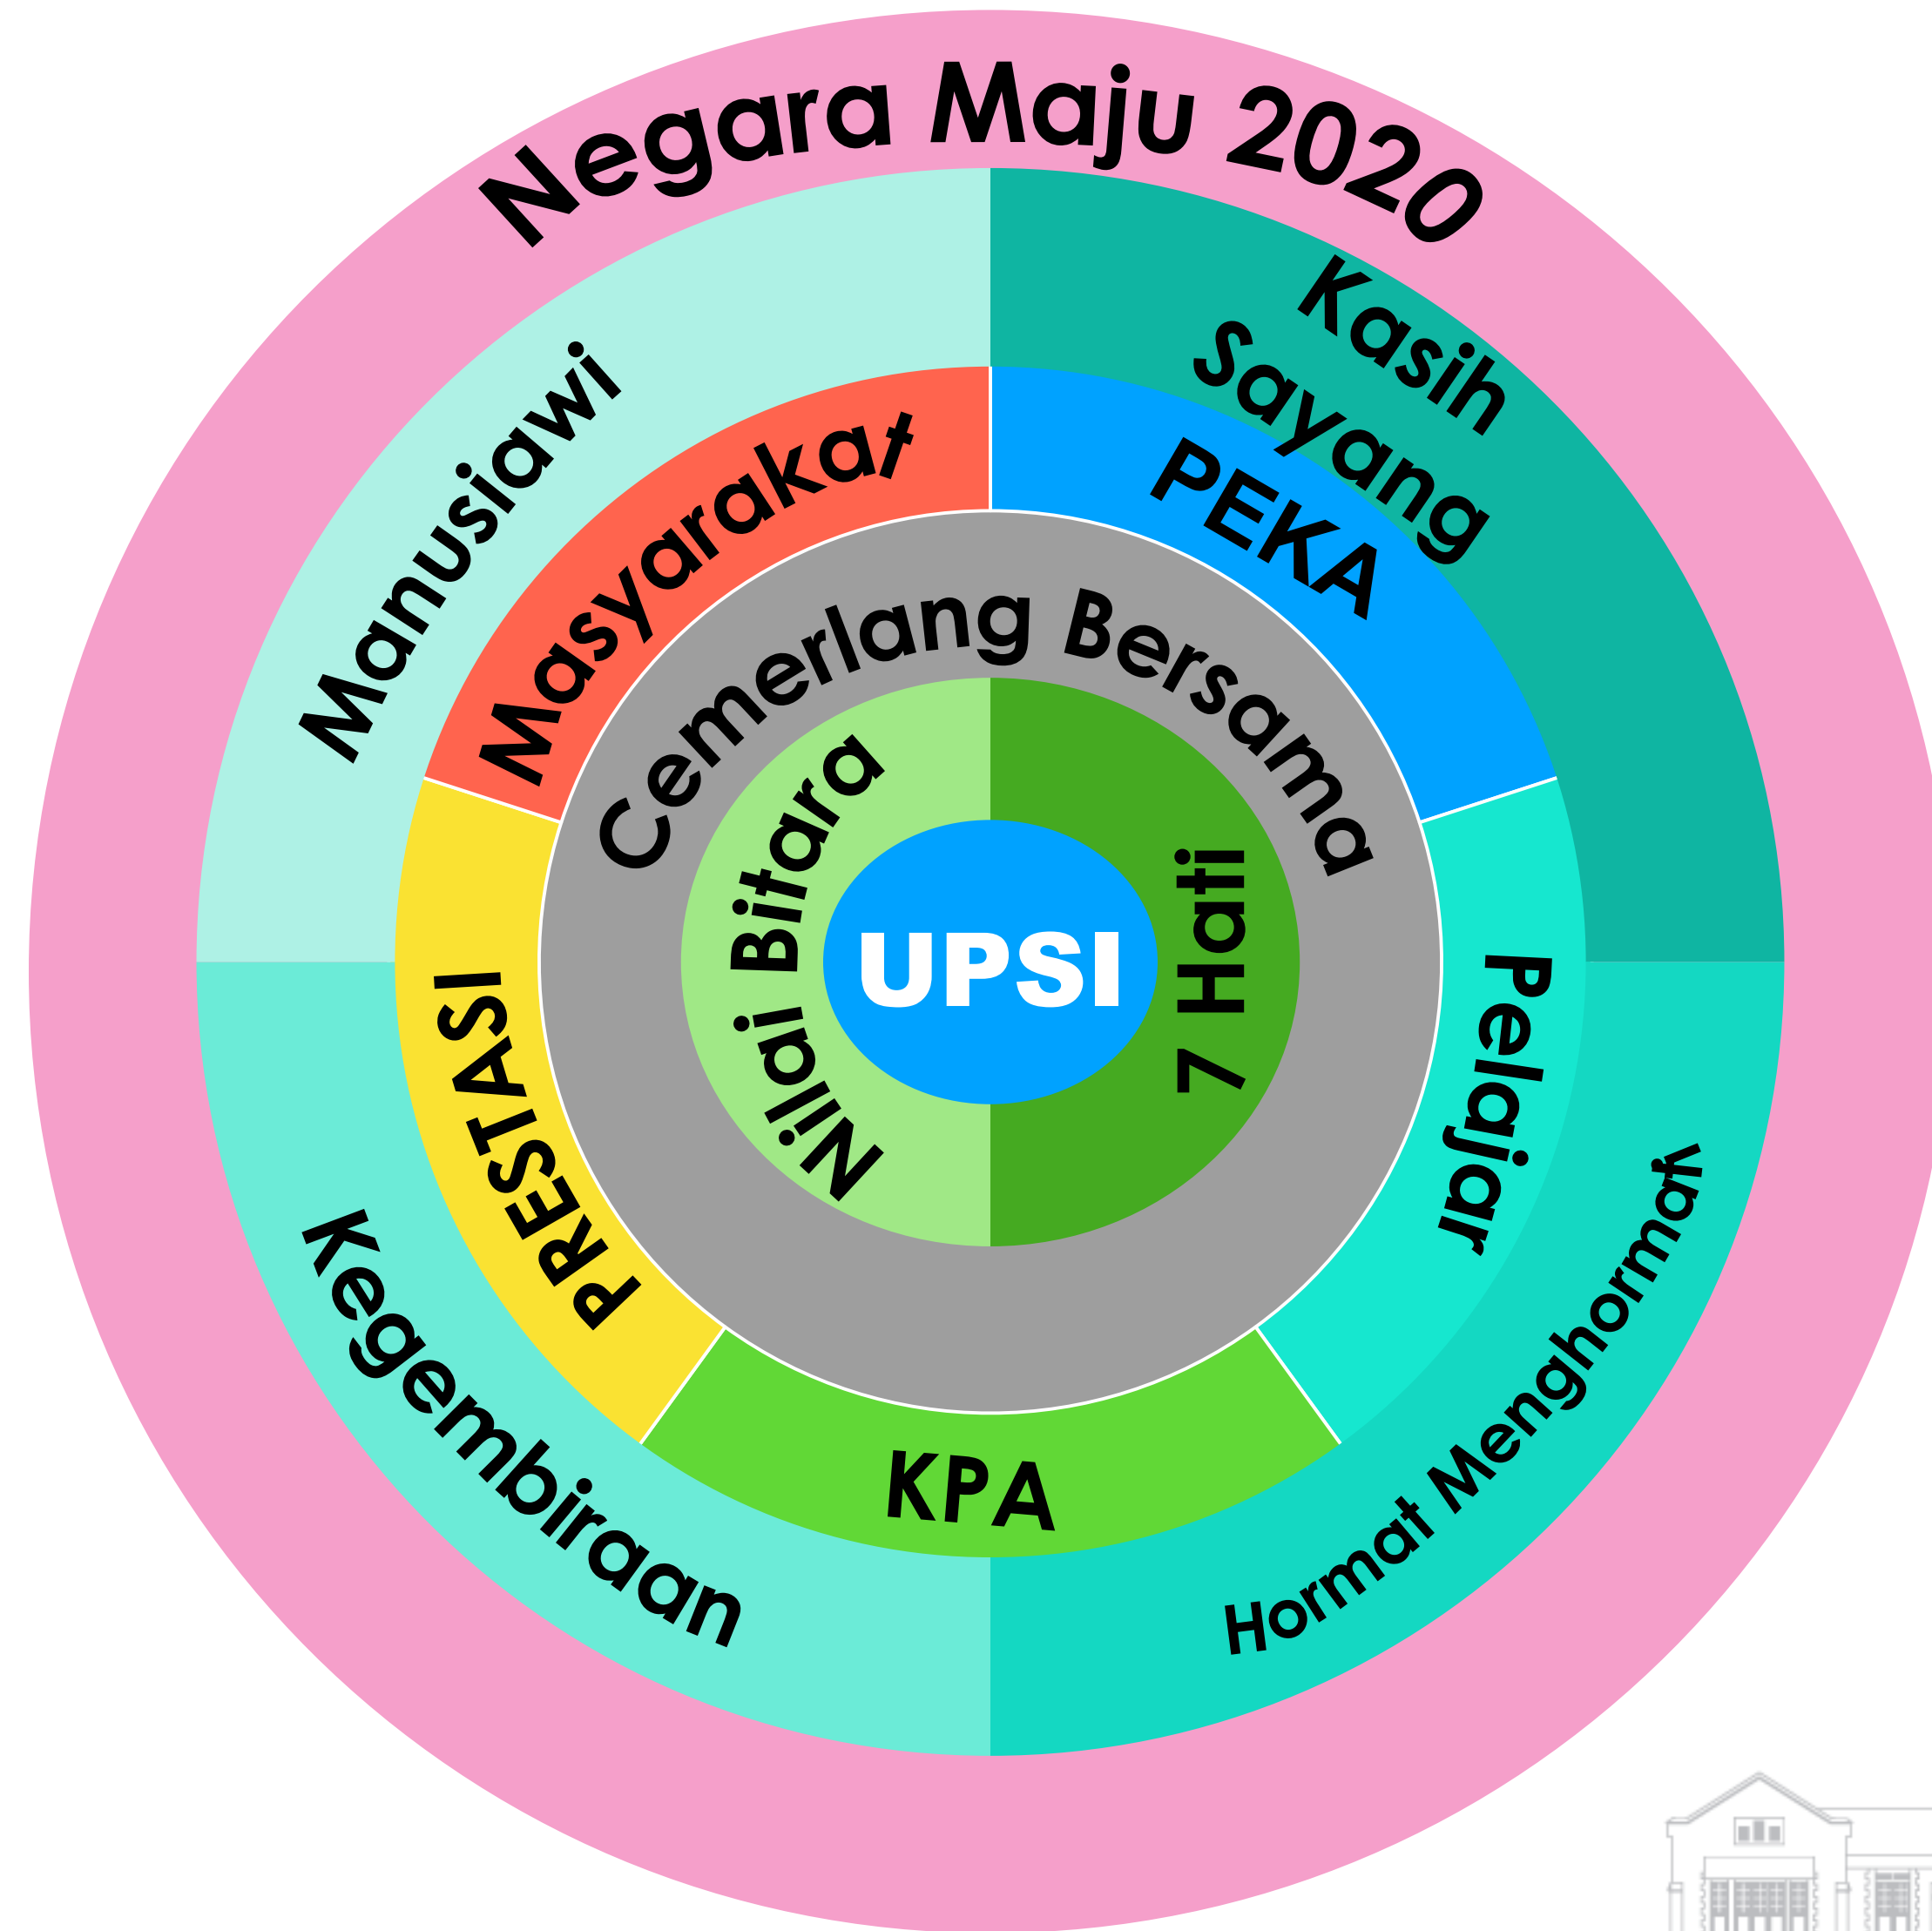 Negara Maju 2020
Manusiawi
Kasih
Sayang
Masyarakat
PEKA
Cemerlang Bersama
Nilai Bitara
UPSI
7 Hati
PRESTASI
Pelajar
KPA
Kegembiraan
Hormat Menghormati